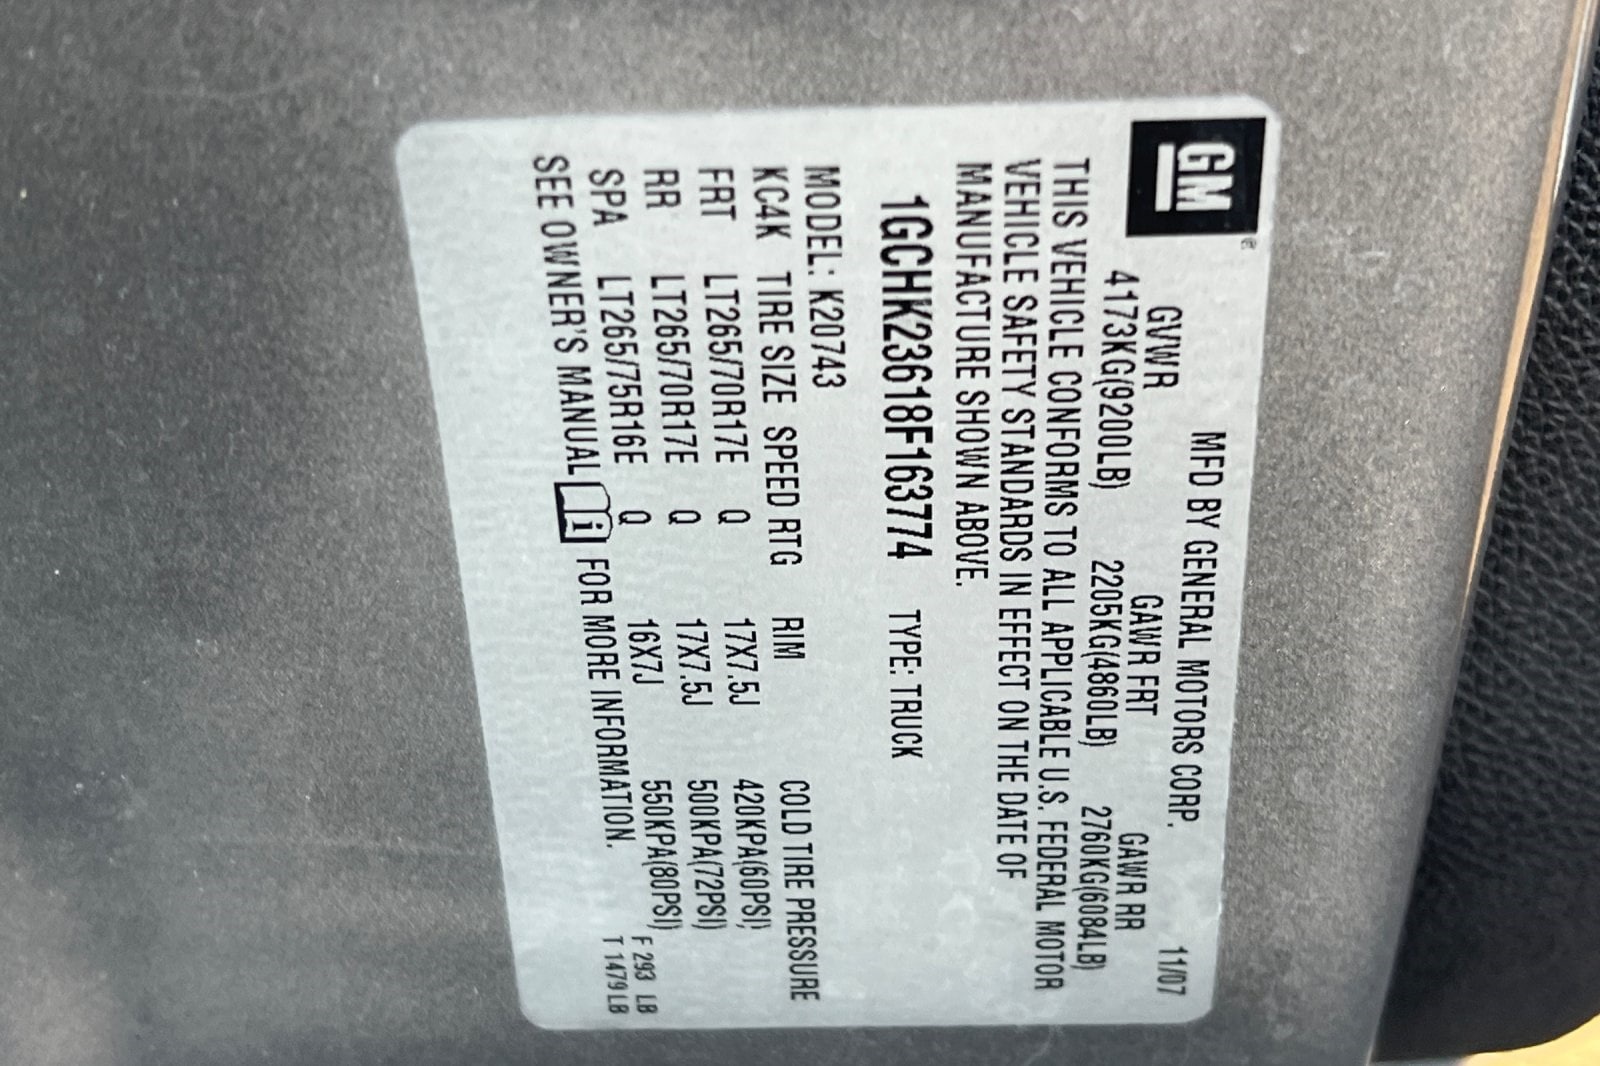 GM
MFD BY GENERAL MOTORS CORP. 11/07
GVWR GAWR FRT GAWR RR
4173KG(9200LB) 2205KG(4860LB) 2760KG(6084LB)
THIS VEHICLE CONFORMS TO ALL APPLICABLE U.S. FEDERAL MOTOR
VEHICLE SAFETY STANDARDS IN EFFECT ON THE DATE OF
MANUFACTURE SHOWN ABOVE.
1GCHK23618F163774 TYPE: TRUCK
MODEL: K20743
KC4K TIRE SIZE SPEED RTG RIM COLD TIRE PRESSURE
FRT LT265/70R17E Q 17X7.5J 420KPA(60PSI)
RR LT265/70R17E Q 17X7.5J 500KPA(72PSI)
SPA LT265/75R16E Q 16X7J 550KPA(80PSI)
SEE OWNER'S MANUAL i FOR MORE INFORMATION.
F 293 LB
T 1479 LB